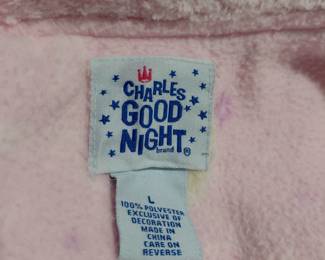 CHARLES
GOOD
NIGHT
brand ®
L
100% POLYESTER
EXCLUSIVE OF
DECORATION
MADE IN
CHINA
CARE ON
REVERSE